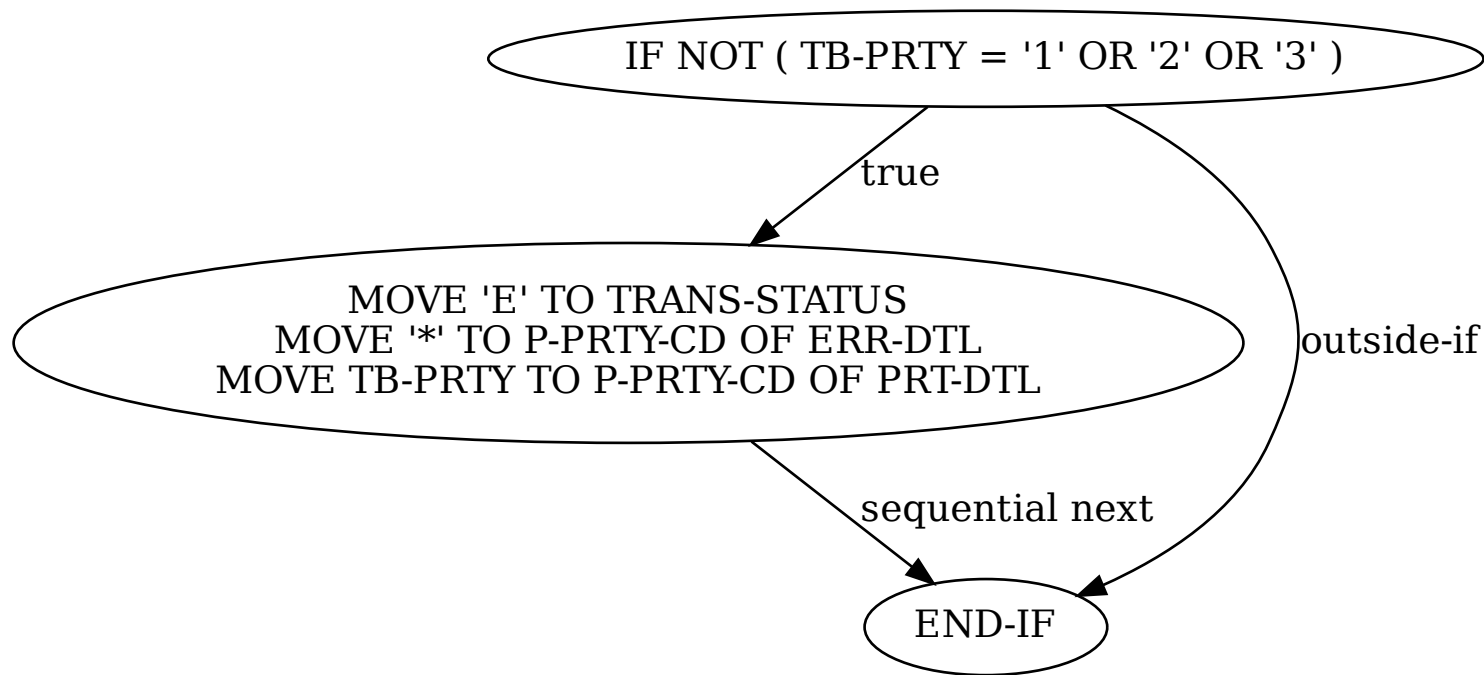 IF NOT ( TB-PRTY = '1' OR '2' OR '3' )
true
MOVE 'E' TO TRANS-STATUS
MOVE '*' TO P-PRTY-CD OF ERR-DTL
MOVE TB-PRTY TO P-PRTY-CD OF PRT-DTL
outside-if
sequential next
END-IF